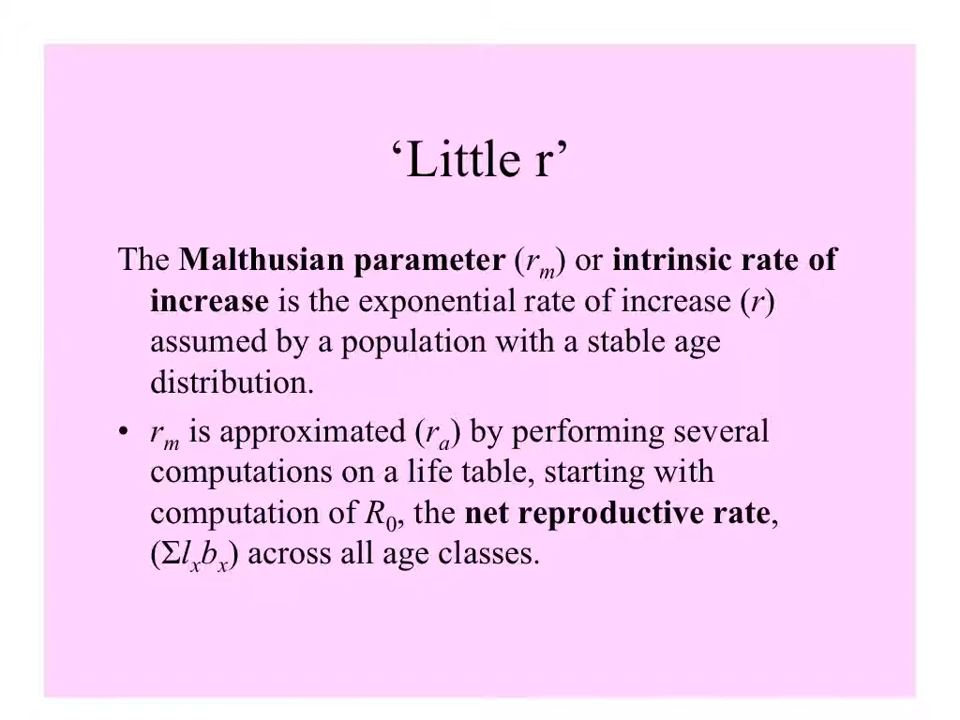 ‘Little r’
The Malthusian parameter (rm) or intrinsic rate of
increase is the exponential rate of increase (r)
assumed by a population with a stable age
distribution.
• rm is approximated (ra) by performing several
computations on a life table, starting with
computation of R0, the net reproductive rate,
(Σlxbx) across all age classes.